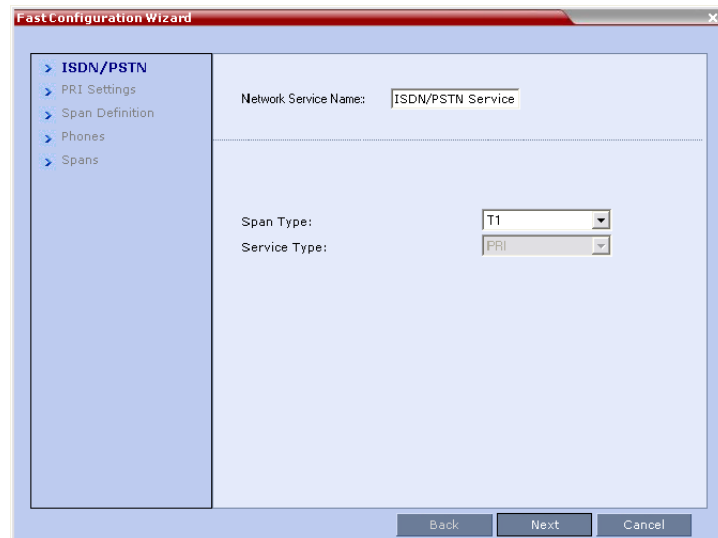 Fast Configuration Wizard
ISDN/PSTN
PRI Settings
Span Definition
Phones
Spans
Network Service Name:: ISDN/PSTN Service
Span Type: T1
Service Type: PRI
Back Next Cancel